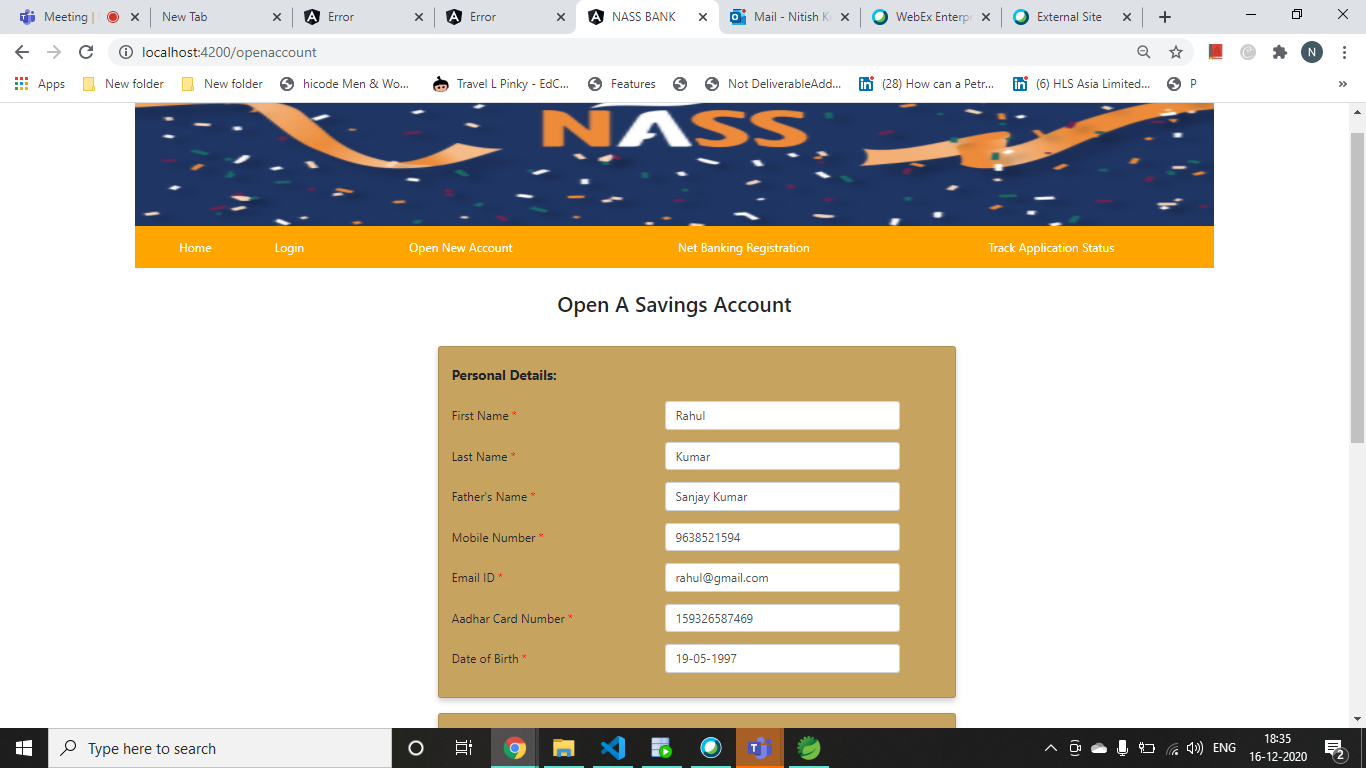 Meeting |
New Tab
Error
Error
NASS BANK
Mail - Nitish K
WebEx Enterpr
External Site
localhost:4200/openaccount
N
Apps
New folder
New folder
hicode Men & Wo...
Travel L Pinky - EdC...
Features
Not DeliverableAdd...
(28) How can a Petr...
(6) HLS Asia Limited...
P
»
NASS
Home Login Open New Account Net Banking Registration Track Application Status
Open A Savings Account
Personal Details:
First Name * Rahul
Last Name * Kumar
Father's Name * Sanjay Kumar
Mobile Number * 9638521594
Email ID * rahul@gmail.com
Aadhar Card Number * 159326587469
Date of Birth * 19-05-1997
Type here to search
ENG
18:35
16-12-2020
2